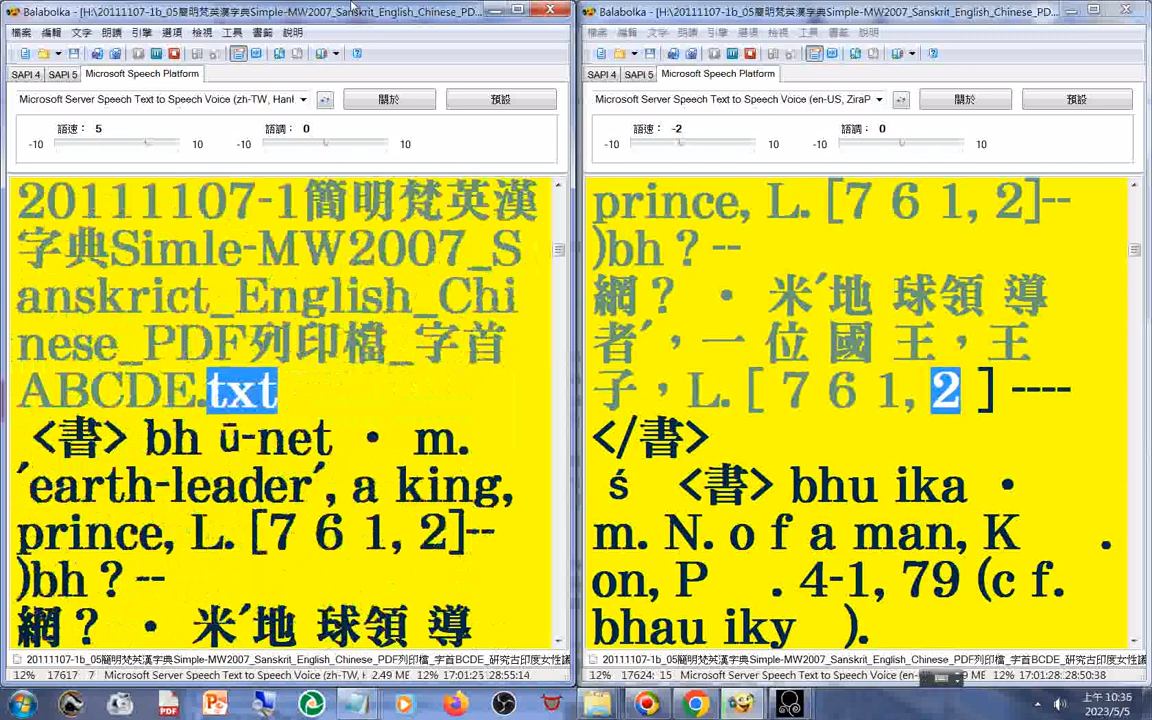 Balabolka - [H:\20111107-1b_05簡明梵英漢字典Simple-MW2007_Sanskrit_English_Chinese_PD...
檔案 編輯 文字 朗讀 引擎 選項 檢視 工具 書籤 說明
SAPI 4 SAPI 5 Microsoft Speech Platform
Microsoft Server Speech Text to Speech Voice (zh-TW, Hanl
關於 預設
語速： 5 語調： 0
-10 10 -10 10
20111107-1簡明梵英漢
字典Simle-MW2007_S
anskrict_English_Chi
nese_PDF列印檔_字首
ABCDE.txt
<書> bh ū-net • m.
′earth-leader′, a king,
prince, L. [7 6 1, 2]--
)bh ? --
網？ • 米′地 球領 導
20111107-1b_05簡明梵英漢字典Simple-MW2007_Sanskrit_English_Chinese_PDF列印檔_字首BCDE_研究古印度女性議
12% 17617: 7 Microsoft Server Speech Text to Speech Voice (zh-TW, H 2.49 ME 12% 17:01:25 28:55:14
Balabolka - [H:\20111107-1b_05簡明梵英漢字典Simple-MW2007_Sanskrit_English_Chinese_PD...
檔案 編輯 文字 朗讀 引擎 選項 檢視 工具 書籤 說明
SAPI 4 SAPI 5 Microsoft Speech Platform
Microsoft Server Speech Text to Speech Voice (en-US, ZiraP
關於 預設
語速： -2 語調： 0
-10 10 -10 10
prince, L. [7 6 1, 2]--
)bh ? --
網？ • 米′地 球領 導
者′，一 位 國 王，王
子，L. [ 7 6 1, 2 ] ----
</書>
ś <書> bhu ika •
m. N. o f a man, K .
on, P . 4-1, 79 (c f.
bhau iky ).
20111107-1b_05簡明梵英漢字典Simple-MW2007_Sanskrit_English_Chinese_PDF列印檔_字首BCDE_研究古印度女性議
12% 17624: 15 Microsoft Server Speech Text to Speech Voice (en- 9 ME 12% 17:01:28 28:50:38
上午 10:36
2023/5/5